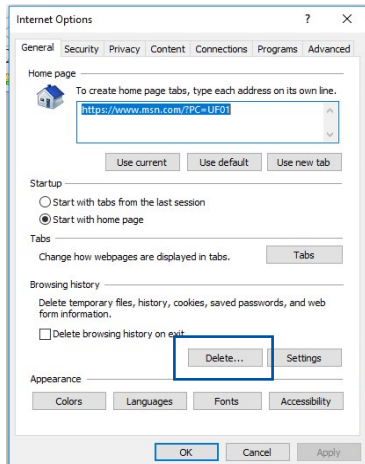 Internet Options ? X
General Security Privacy Content Connections Programs Advanced
Home page
To create home page tabs, type each address on its own line.
https://www.msn.com/?PC=UF01
Use current Use default Use new tab
Startup
Start with tabs from the last session
Start with home page
Tabs
Change how webpages are displayed in tabs. Tabs
Browsing history
Delete temporary files, history, cookies, saved passwords, and web
form information.
Delete browsing history on exit
Delete... Settings
Appearance
Colors Languages Fonts Accessibility
OK Cancel Apply